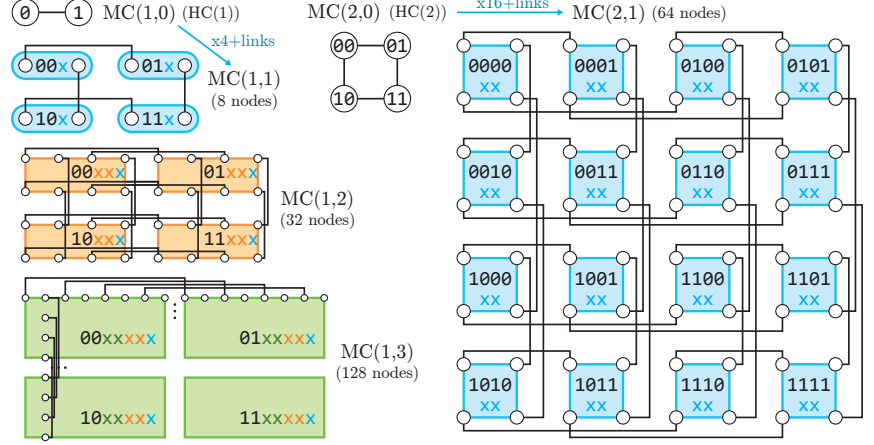 0 1 MC(1,0) (HC(1))
x4+links
00x 01x
MC(1,1)
(8 nodes)
10x 11x
00xxx 01xxx
MC(1,2)
(32 nodes)
10xxx 11xxx
00xxxxx 01xxxxx
MC(1,3)
(128 nodes)
10xxxxx 11xxxxx
MC(2,0) (HC(2)) x16+links MC(2,1) (64 nodes)
00 01
10 11
0000 0001 0100 0101
xx xx xx xx
0010 0011 0110 0111
xx xx xx xx
1000 1001 1100 1101
xx xx xx xx
1010 1011 1110 1111
xx xx xx xx